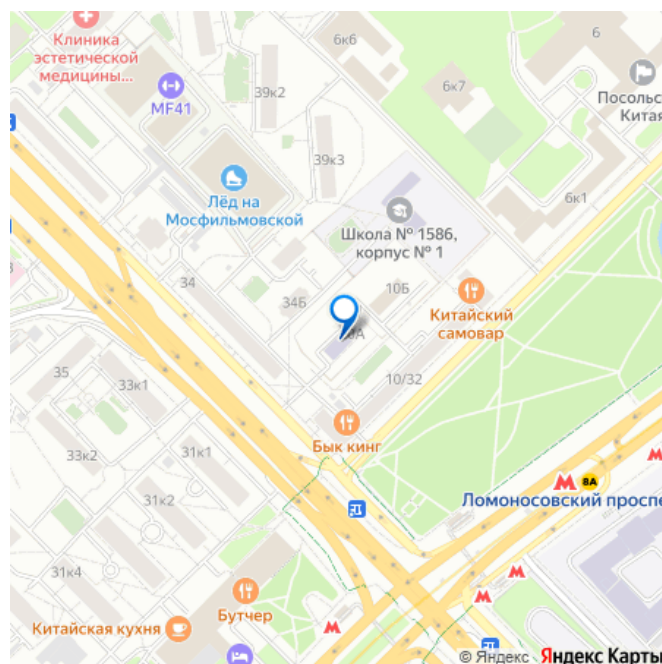 Клиника
эстетической
медицины...
6к6
6
39к2
MF41
6к7
Посольс
Китая
39к3
Лёд на
Мосфильмовской
6к1
Школа № 1586,
корпус № 1
34
34Б
10Б
Китайский
самовар
35
33к1
10/32
Бык кинг
33к2
31к1
8А
31к2
Ломоносовский проспе
31к4
Бутчер
Китайская кухня
© Яндекс Яндекс Карты